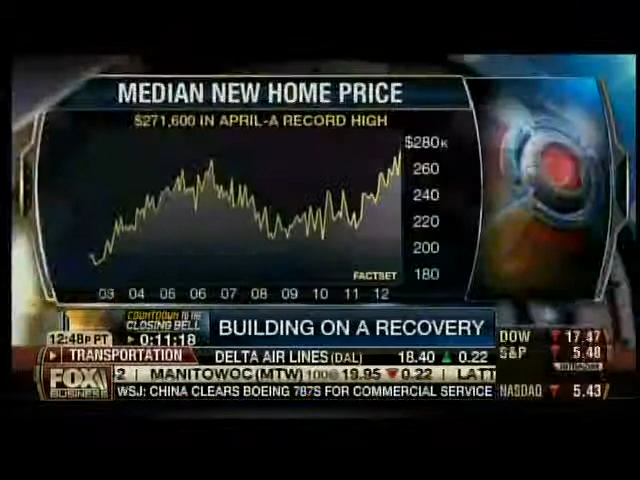 MEDIAN NEW HOME PRICE
$271,600 IN APRIL-A RECORD HIGH
$280K
260
240
220
200
180
FACTSET
03 04 05 06 07 08 09 10 11 12
COUNTDOWN TO THE
CLOSING BELL
BUILDING ON A RECOVERY
12:48P PT
0:11:18
DOW ▼ 17.47
S&P ▼ 5.48
NASDAQ ▼ 5.43
TRANSPORTATION
DELTA AIR LINES (DAL) 18.40 ▲ 0.22
-2 MANITOWOC (MTW) 100@ 19.95 ▼ 0.22 LATT
FOX
BUSINESS
WSJ: CHINA CLEARS BOEING 787S FOR COMMERCIAL SERVICE